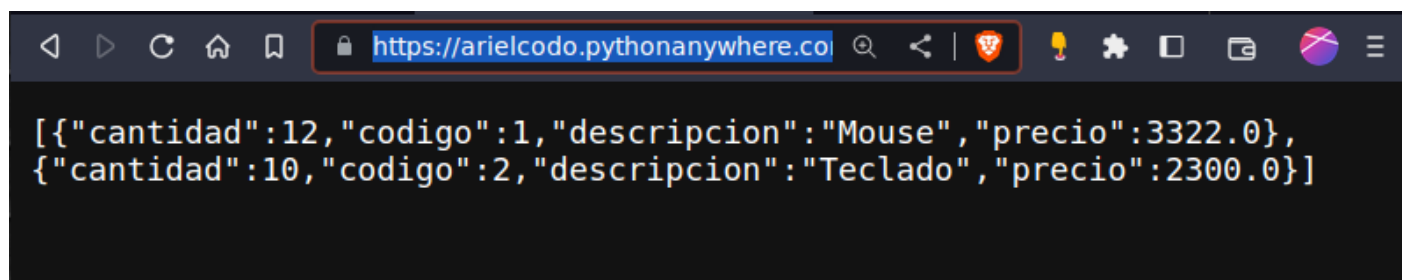 https://arielcodo.pythonanywhere.co
[{"cantidad":12,"codigo":1,"descripcion":"Mouse","precio":3322.0},
{"cantidad":10,"codigo":2,"descripcion":"Teclado","precio":2300.0}]